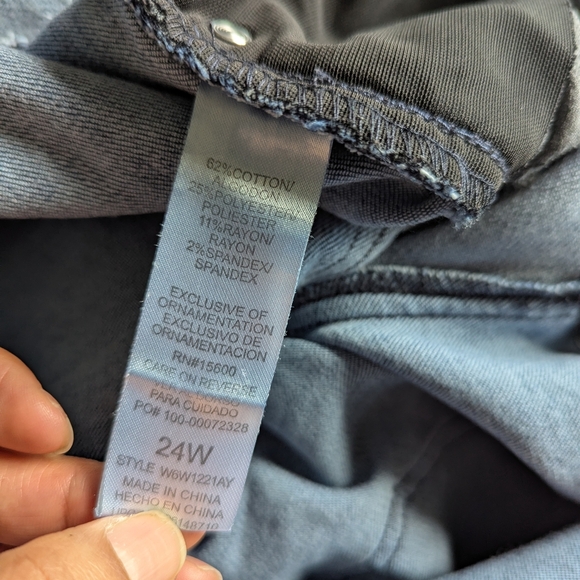 62%COTTON/
ALGODON
25%POLYESTER/
POLIESTER
11%RAYON/
RAYON
2%SPANDEX/
SPANDEX
EXCLUSIVE OF
ORNAMENTATION
EXCLUSIVO DE
ORNAMENTACION
RN#15600
CARE ON REVERSE
PARA CUIDADO
PO# 100-00072328
24W
STYLE W6W1221AY
MADE IN CHINA
HECHO EN CHINA